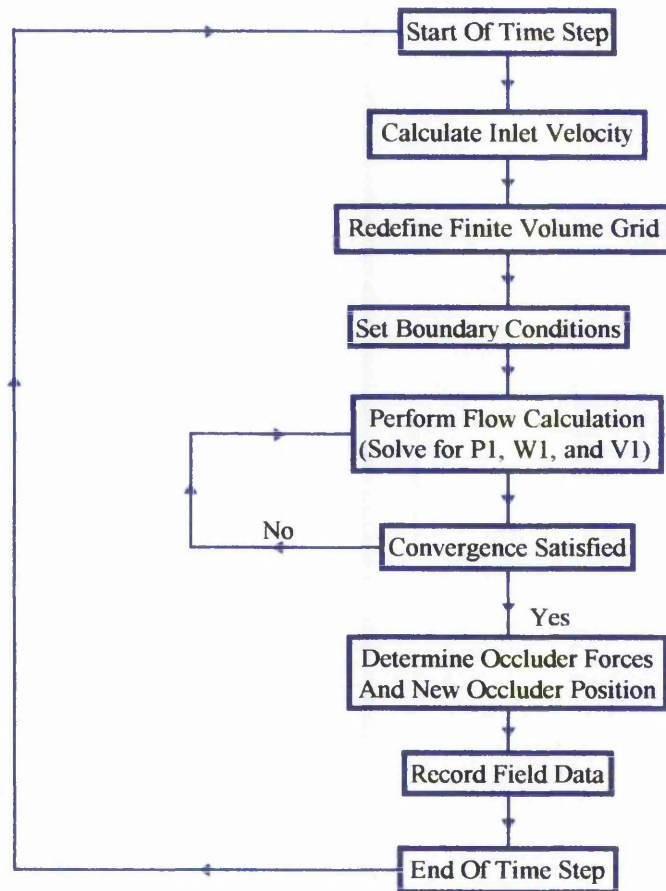 Start Of Time Step
Calculate Inlet Velocity
Redefine Finite Volume Grid
Set Boundary Conditions
Perform Flow Calculation
(Solve for P1, W1, and V1)
No
Convergence Satisfied
Yes
Determine Occluder Forces
And New Occluder Position
Record Field Data
End Of Time Step